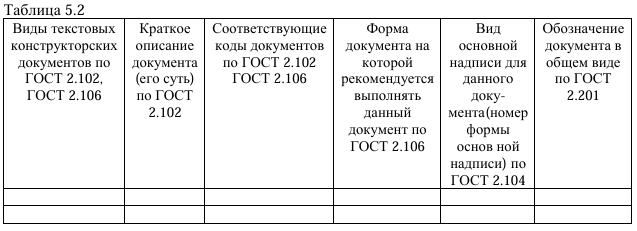 Таблица 5.2
Виды текстовых
конструкторских
документов по
ГОСТ 2.102,
ГОСТ 2.106
Краткое
описание
документа
(его суть)
по ГОСТ
2.102
Соответствующие
коды документов
по ГОСТ 2.102
ГОСТ 2.106
Форма
документа на
которой
рекомендуется
выполнять
данный
документ по
ГОСТ 2.106
Вид
основной
надписи для
данного
доку-
мента(номер
формы
основ ной
надписи) по
ГОСТ 2.104
Обозначение
документа в
общем виде
по ГОСТ
2.201